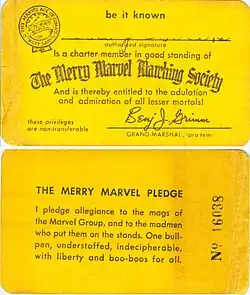 be it known
authorized signature
Is a charter member in good standing of
The Merry Marvel Marching Society
And is thereby entitled to the adulation
and admiration of all lesser mortals!
these privileges
are non-transferable
Benj J. Grimm
GRAND MARSHAL, (pro tem)
THE MERRY MARVEL PLEDGE
I pledge allegiance to the mags of
the Marvel Group, and to the madmen
who put them on the stands. One bull-
pen, understaffed, indecipherable,
with liberty and boo-boos for all.
No 16038